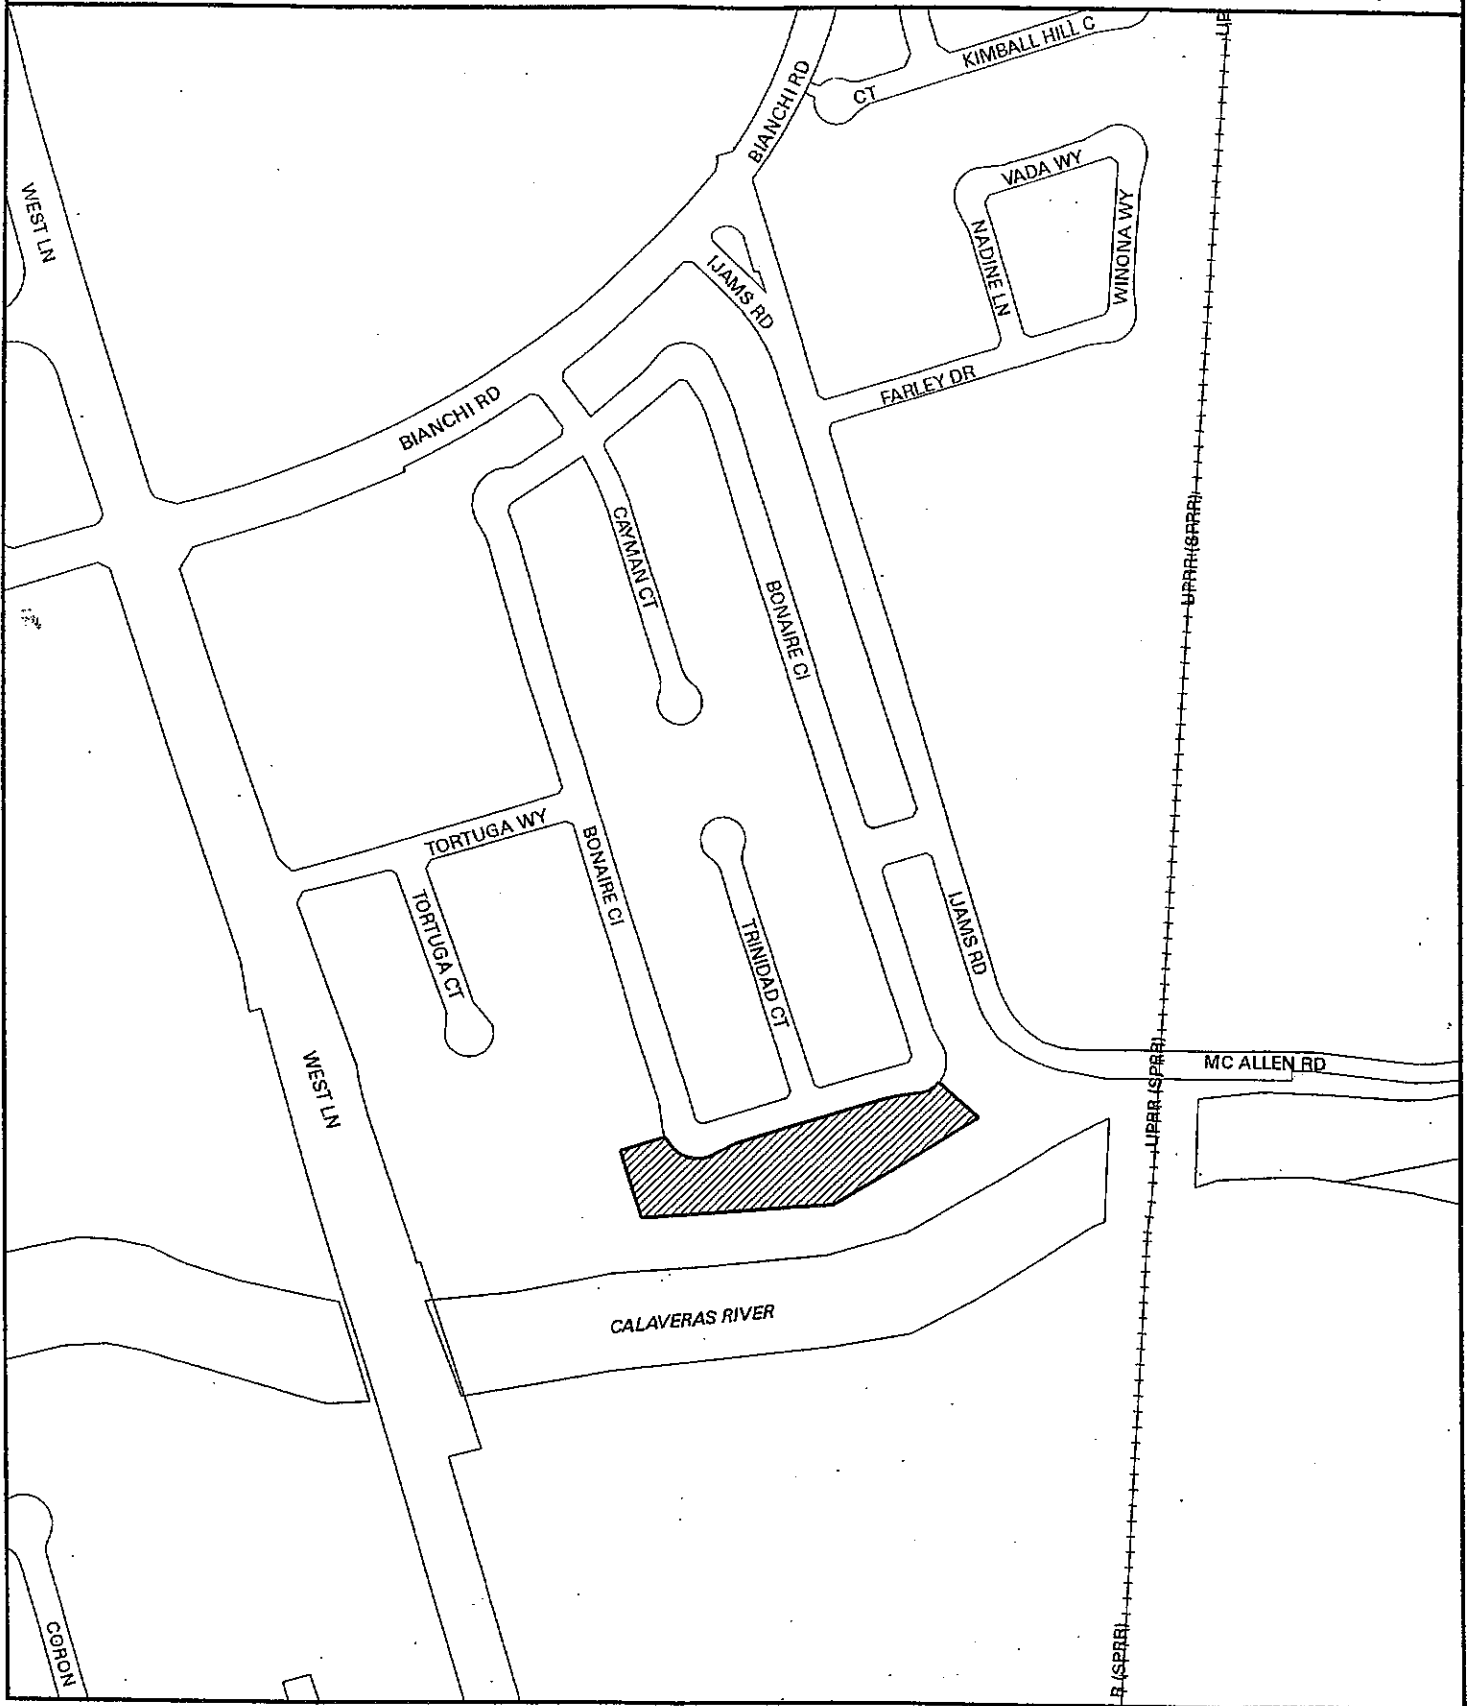 UP
KIMBALL HILL C
BIANCHI RD
CT
VADA WY
WEST LN
WINONA WY
NADINE LN
IJAMS RD
FARLEY DR
BIANCHI RD
UPRR (SPRR)
CAYMAN CT
BONAIRE CI
TORTUGA WY
BONAIRE CI
TORTUGA CT
IJAMS RD
TRINIDAD CT
UPRR (SPRR)
MC ALLEN RD
WEST LN
CALAVERAS RIVER
CORON
R (SPRR)